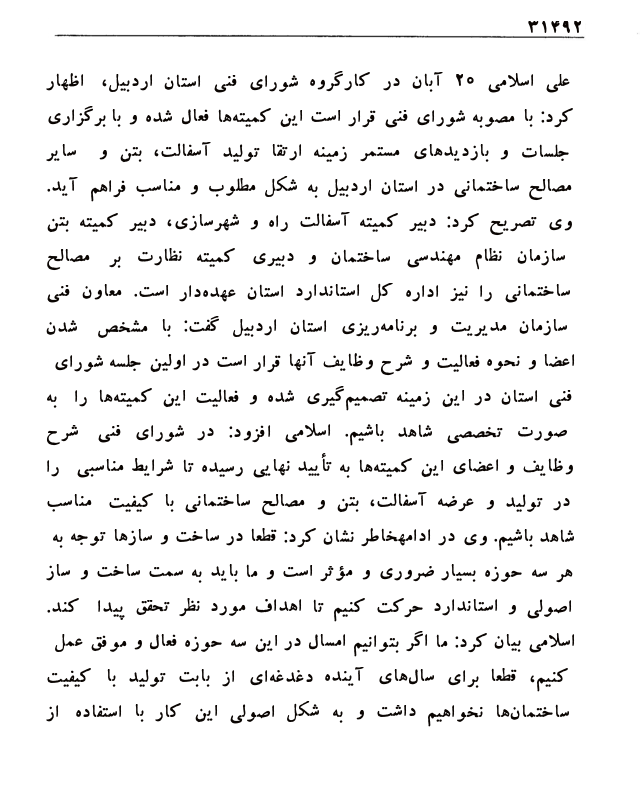 ۳۱۴۹۲
علی اسلامی ۲۵ آبان در کارگروه شورای فنی استان اردبیل، اظهار
کرد: با مصوبه شورای فنی قرار است این کمیته‌ها فعال شده و با برگزاری
جلسات و بازدیدهای مستمر زمینه ارتقا تولید آسفالت، بتن و سایر
مصالح ساختمانی در استان اردبیل به شکل مطلوب و مناسب فراهم آید.
وی تصریح کرد: دبیر کمیته آسفالت راه و شهرسازی، دبیر کمیته بتن
سازمان نظام مهندسی ساختمان و دبیری کمیته نظارت بر مصالح
ساختمانی را نیز اداره کل استاندارد استان عهده‌دار است. معاون فنی
سازمان مدیریت و برنامه‌ریزی استان اردبیل گفت: با مشخص شدن
اعضا و نحوه فعالیت و شرح وظایف آنها قرار است در اولین جلسه شورای
فنی استان در این زمینه تصمیم‌گیری شده و فعالیت این کمیته‌ها را به
صورت تخصصی شاهد باشیم. اسلامی افزود: در شورای فنی شرح
وظایف و اعضای این کمیته‌ها به تأیید نهایی رسیده تا شرایط مناسبی را
در تولید و عرضه آسفالت، بتن و مصالح ساختمانی با کیفیت مناسب
شاهد باشیم. وی در ادامهخاطر نشان کرد: قطعا در ساخت و سازها توجه به
هر سه حوزه بسیار ضروری و مؤثر است و ما باید به سمت ساخت و ساز
اصولی و استاندارد حرکت کنیم تا اهداف مورد نظر تحقق پیدا کند.
اسلامی بیان کرد: ما اگر بتوانیم امسال در این سه حوزه فعال و موفق عمل
کنیم، قطعا برای سال‌های آینده دغدغه‌ای از بابت تولید با کیفیت
ساختمان‌ها نخواهیم داشت و به شکل اصولی این کار با استفاده از